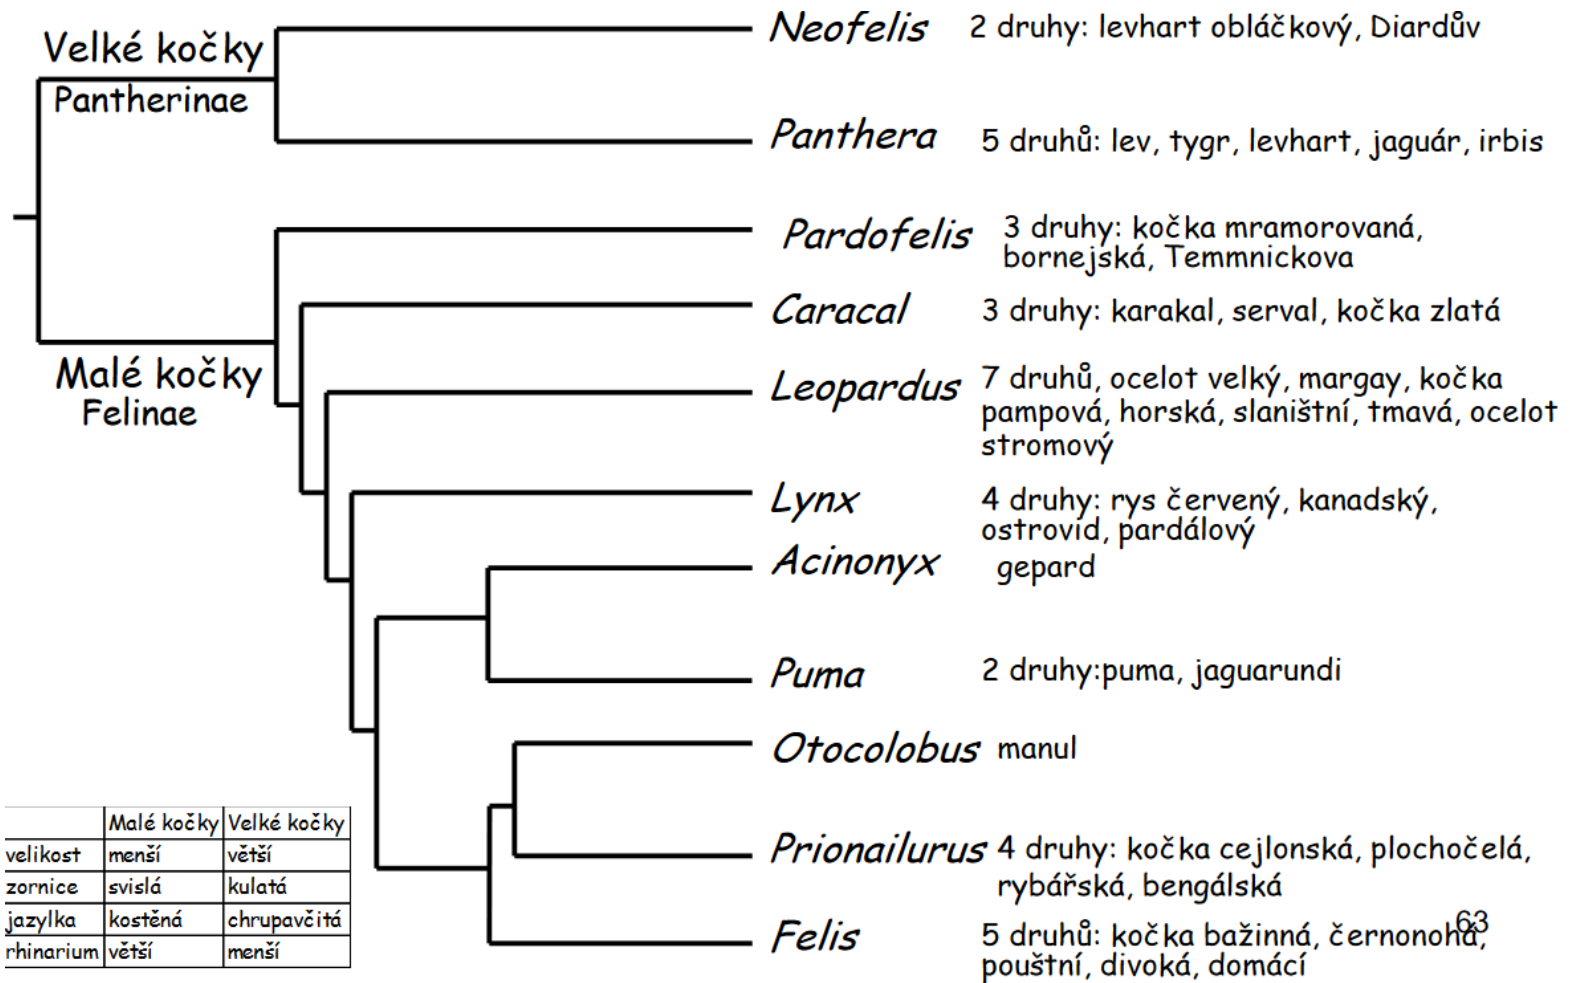 Velké kočky
Pantherinae
Neofelis 2 druhy: levhart obláčkový, Diardův
Panthera 5 druhů: lev, tygr, levhart, jaguár, irbis
Pardofelis 3 druhy: kočka mramorovaná,
bornejská, Temmnickova
Caracal 3 druhy: karakal, serval, kočka zlatá
Malé kočky
Felinae
Leopardus 7 druhů, ocelot velký, margay, kočka
pampová, horská, slaništní, tmavá, ocelot
stromový
Lynx 4 druhy: rys červený, kanadský,
ostrovid, pardálový
Acinonyx gepard
Puma 2 druhy:puma, jaguarundi
Otocolobus manul
Prionailurus 4 druhy: kočka cejlonská, plochočelá,
rybářská, bengálská
Felis 5 druhů: kočka bažinná, černonohá,
pouštní, divoká, domácí
63
Malé kočky Velké kočky
velikost menší větší
zornice svislá kulatá
jazylka kostěná chrupavčitá
rhinarium větší menší